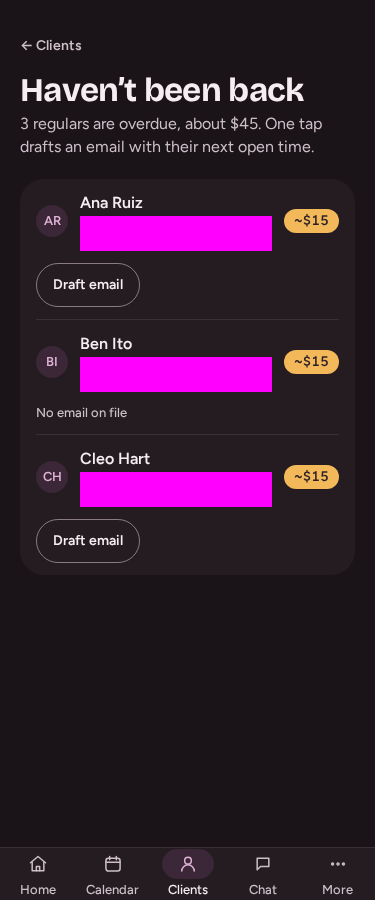 ← Clients
Haven't been back
3 regulars are overdue, about $45. One tap
drafts an email with their next open time.
AR
Ana Ruiz
~$15
Draft email
BI
Ben Ito
~$15
No email on file
CH
Cleo Hart
~$15
Draft email
Home
Calendar
Clients
Chat
More